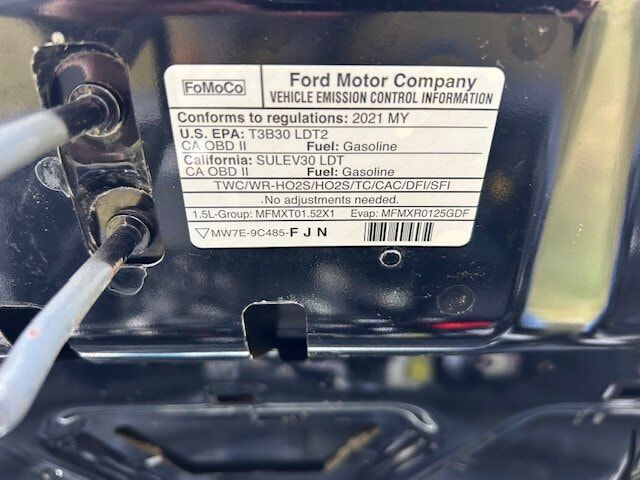 FoMoCo
Ford Motor Company
VEHICLE EMISSION CONTROL INFORMATION
Conforms to regulations: 2021 MY
U.S. EPA: T3B30 LDT2
CA OBD II Fuel: Gasoline
California: SULEV30 LDT
CA OBD II Fuel: Gasoline
TWC/WR-HO2S/HO2S/TC/CAC/DFI/SFI
No adjustments needed.
1.5L-Group: MFMXT01.52X1 Evap: MFMXR0125GDF
MW7E-9C485-FJN